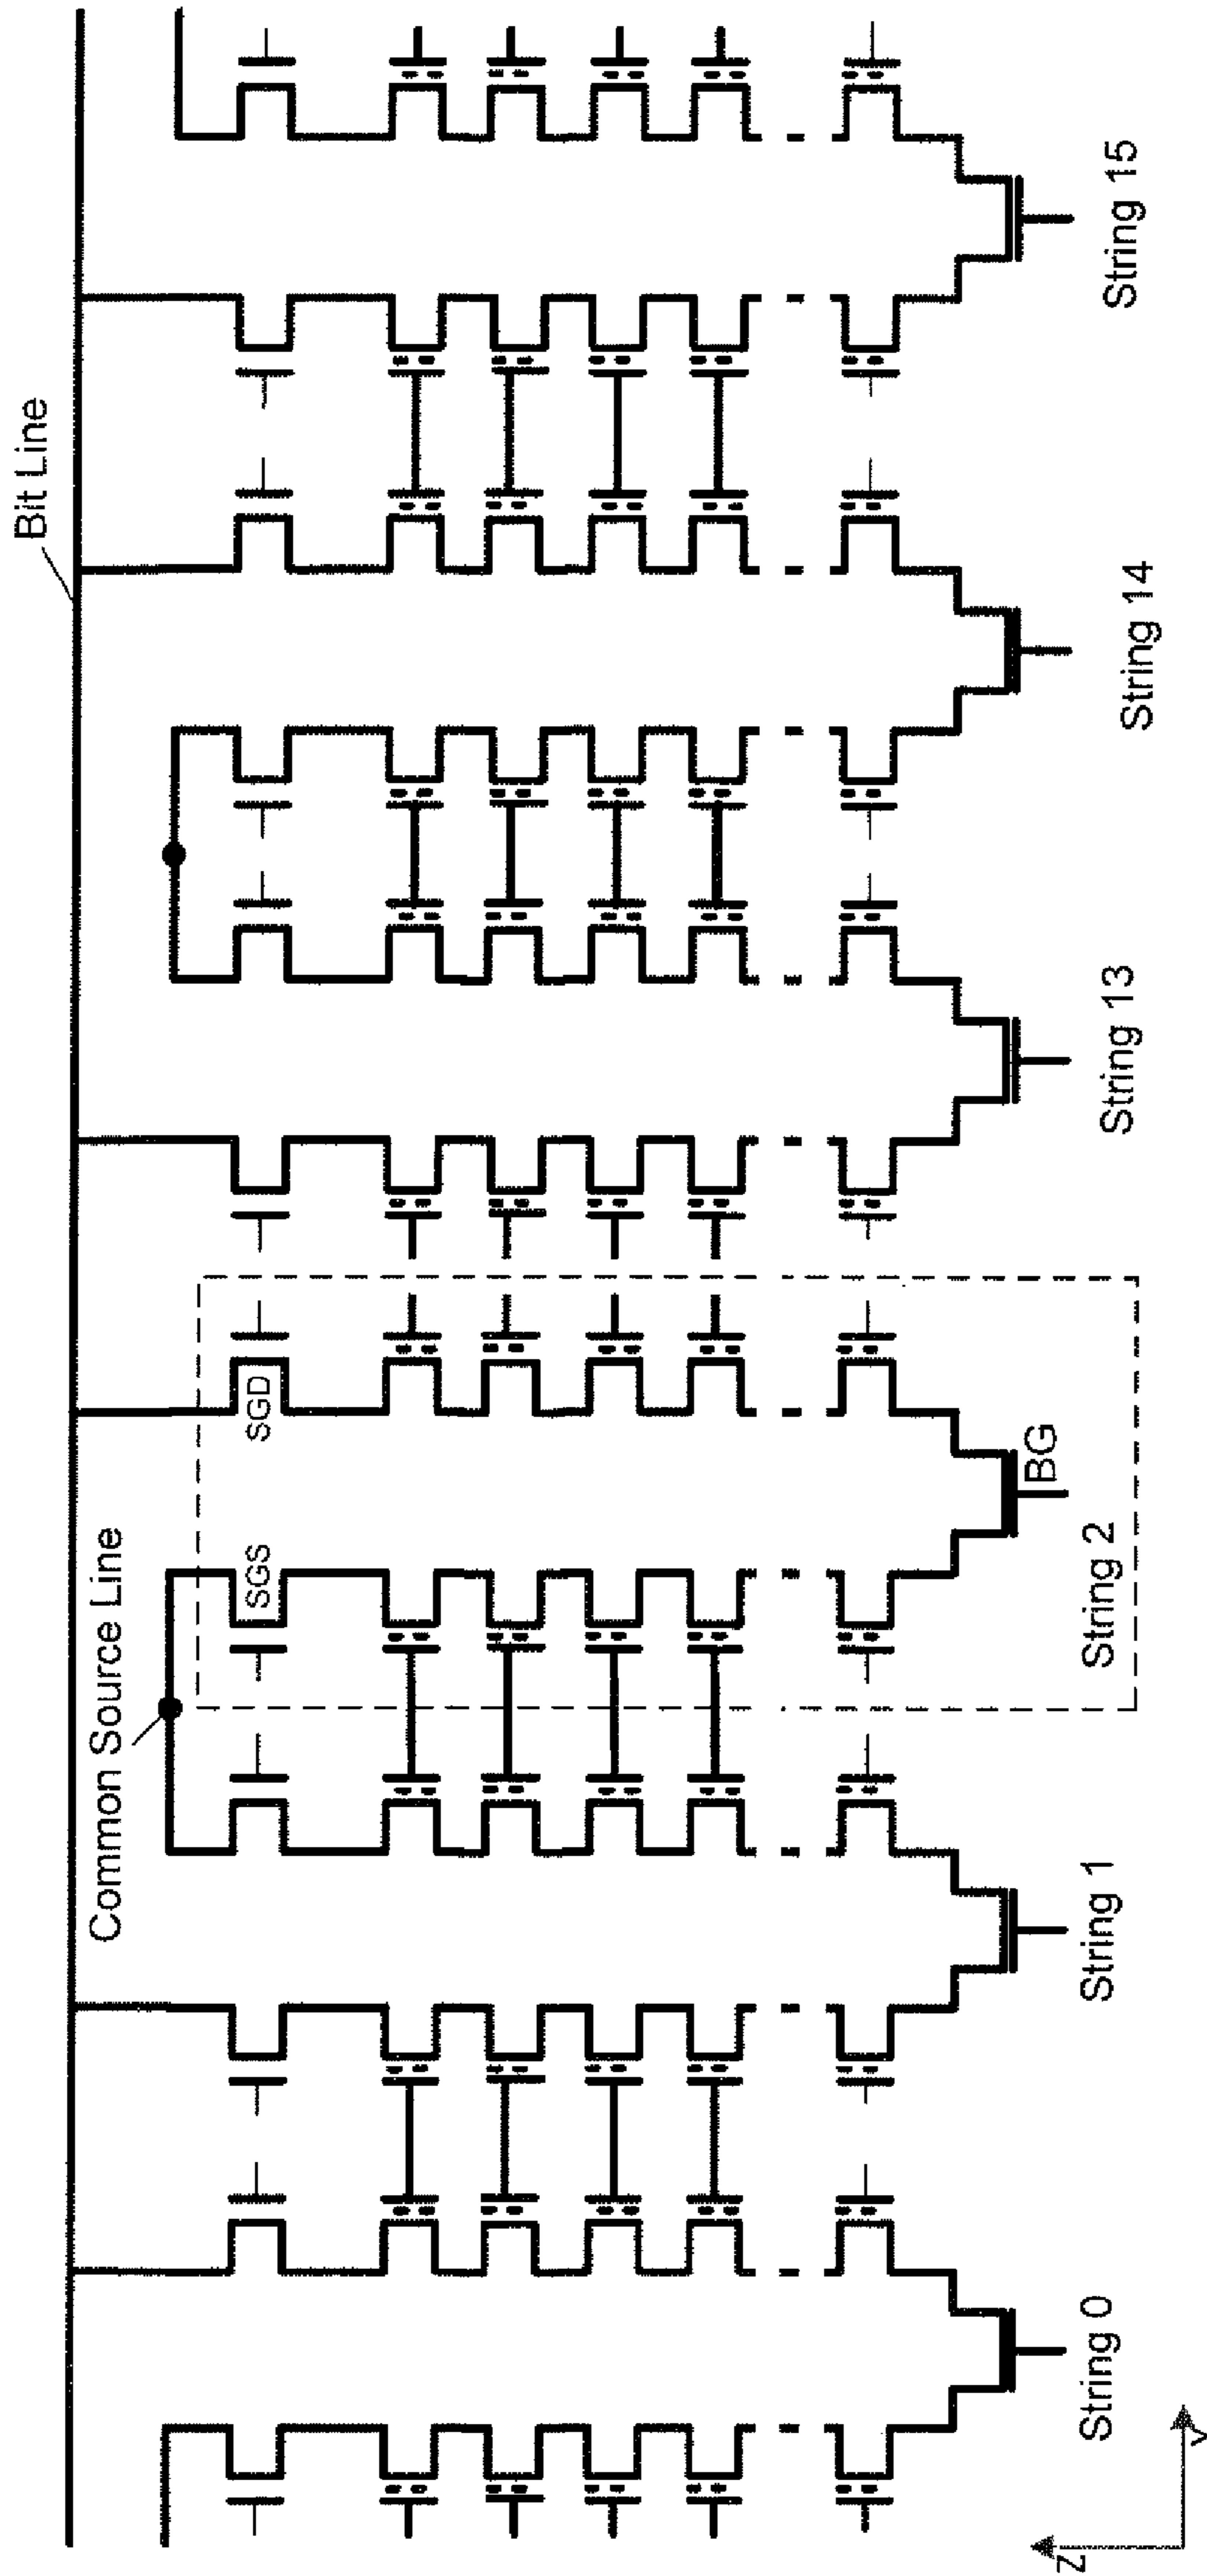 Bit Line
Common Source Line
SGS
SGD
BG
String 0
String 1
String 2
String 13
String 14
String 15
Z
Y